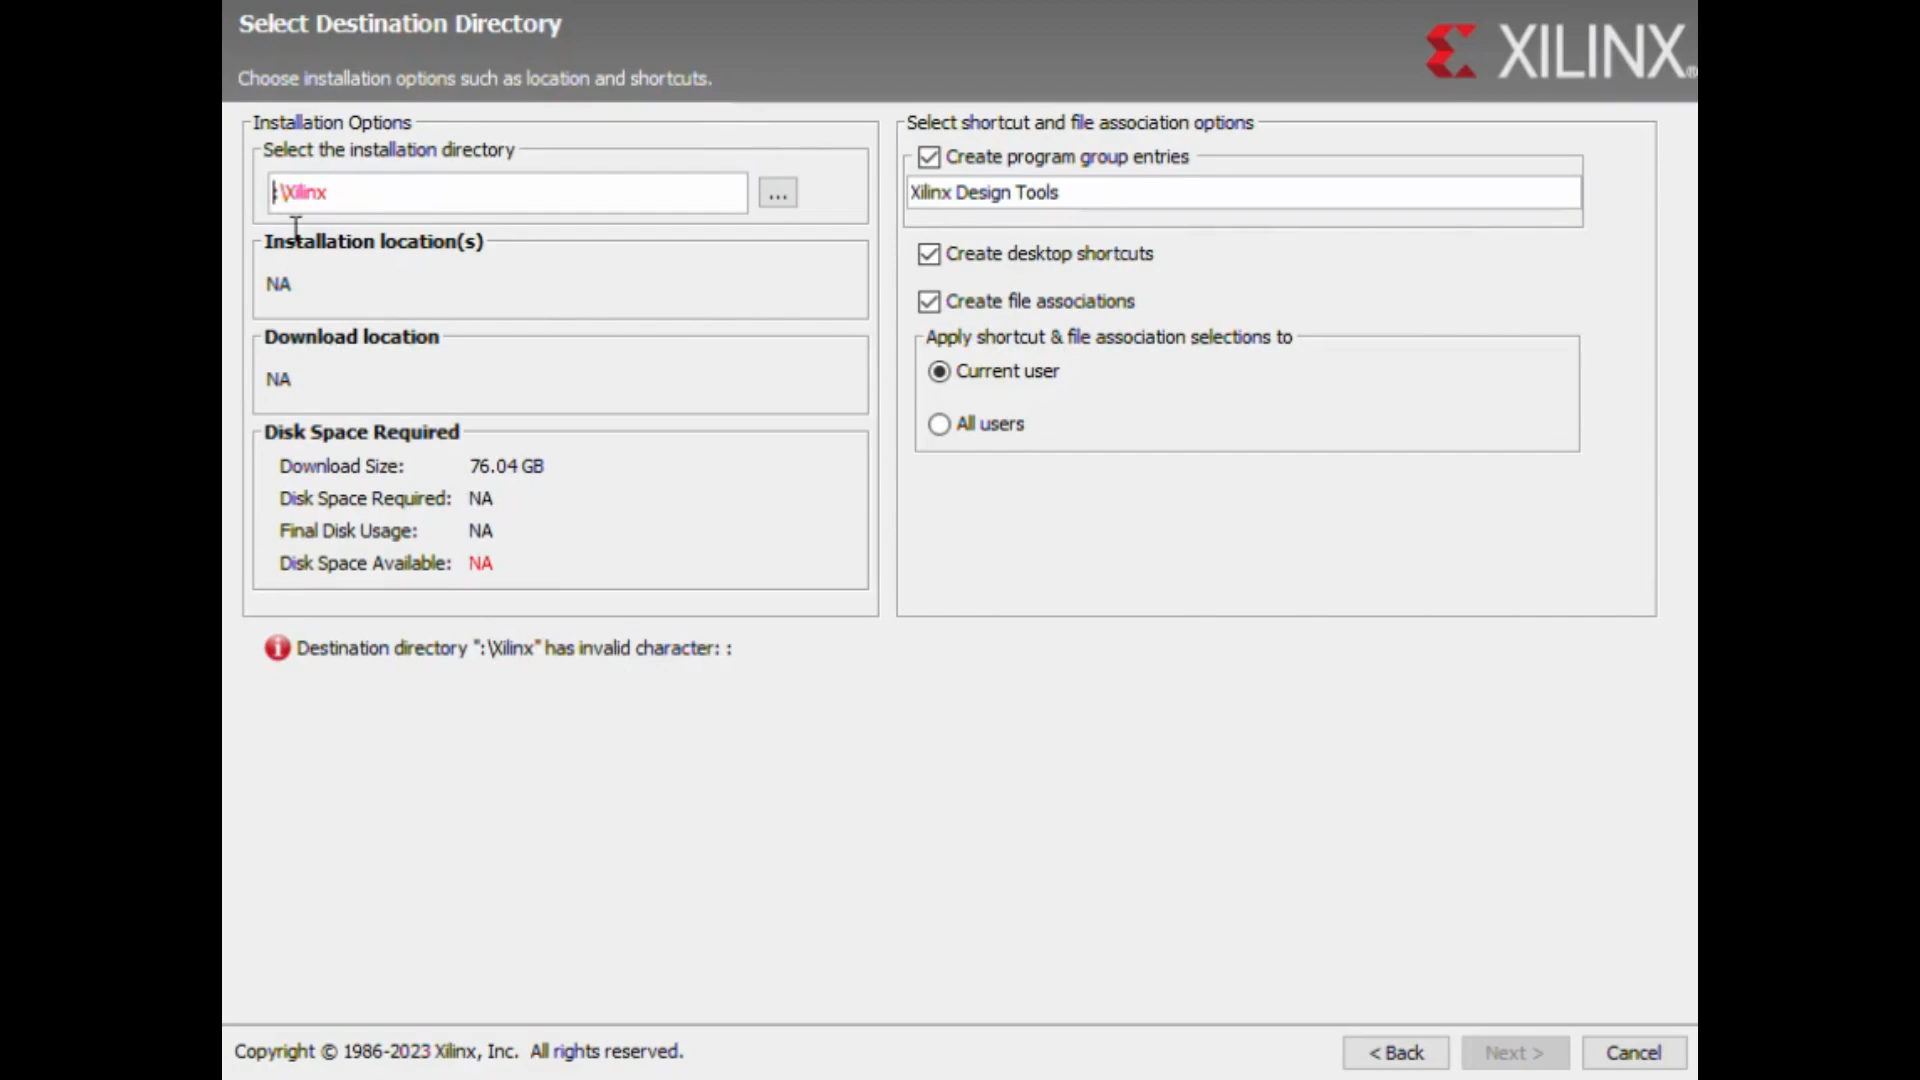 Select Destination Directory
Choose installation options such as location and shortcuts.
XILINX®
Installation Options
Select the installation directory
:\Xilinx
...
Installation location(s)
NA
Download location
NA
Disk Space Required
Download Size: 76.04 GB
Disk Space Required: NA
Final Disk Usage: NA
Disk Space Available: NA
Select shortcut and file association options
Create program group entries
Xilinx Design Tools
Create desktop shortcuts
Create file associations
Apply shortcut & file association selections to
Current user
All users
Destination directory ":\Xilinx" has invalid character: :
Copyright © 1986-2023 Xilinx, Inc. All rights reserved.
< Back Next > Cancel